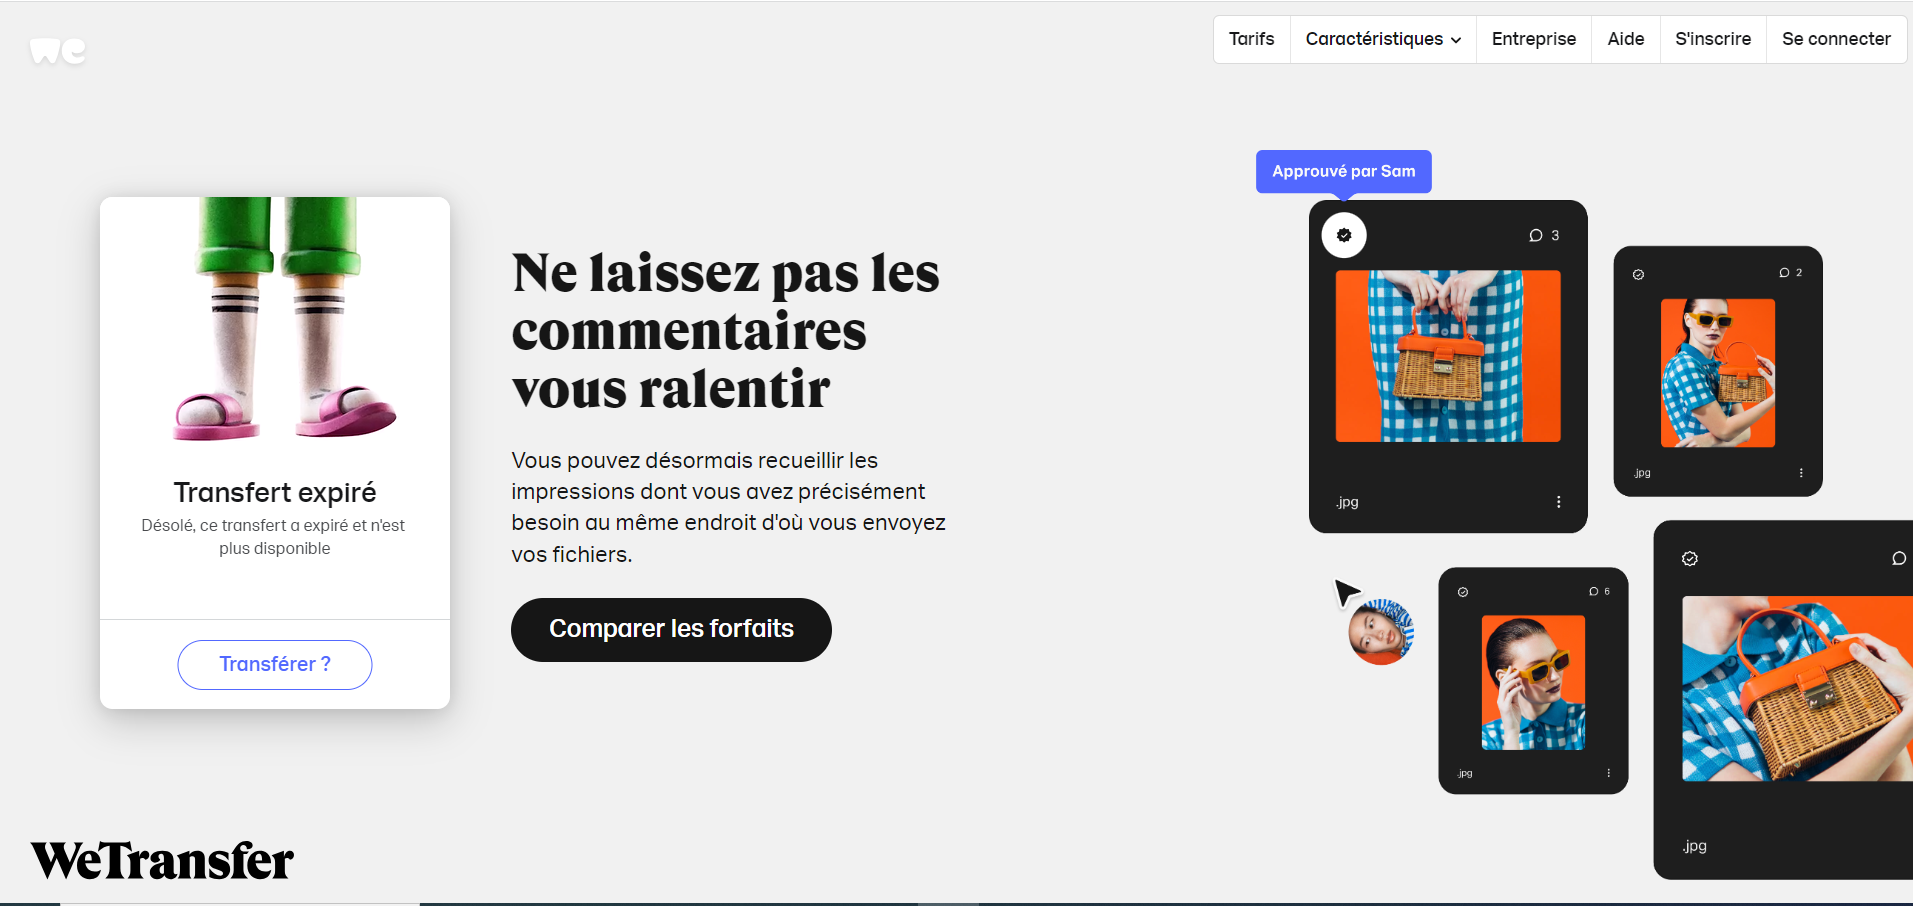 we
Tarifs
Caractéristiques
Entreprise
Aide
S'inscrire
Se connecter
Transfert expiré
Désolé, ce transfert a expiré et n'est
plus disponible
Transférer ?
Ne laissez pas les
commentaires
vous ralentir
Vous pouvez désormais recueillir les
impressions dont vous avez précisément
besoin au même endroit d'où vous envoyez
vos fichiers.
Comparer les forfaits
Approuvé par Sam
3
.jpg
2
.jpg
6
.jpg
.jpg
WeTransfer